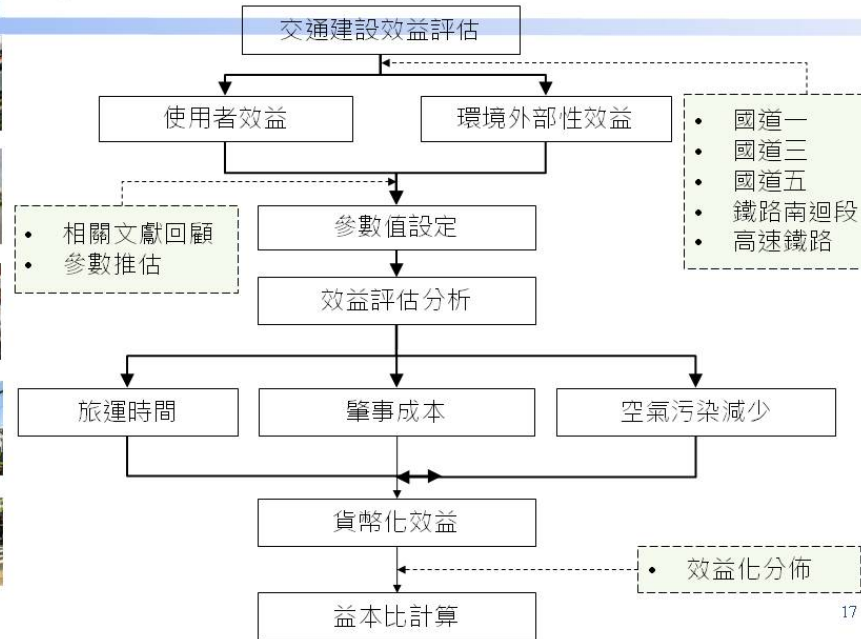 交通建設效益評估
使用者效益
環境外部性效益
• 國道一
• 國道三
• 國道五
• 鐵路南迴段
• 高速鐵路
• 相關文獻回顧
• 參數推估
參數值設定
效益評估分析
旅運時間
肇事成本
空氣污染減少
貨幣化效益
• 效益化分佈
益本比計算
17